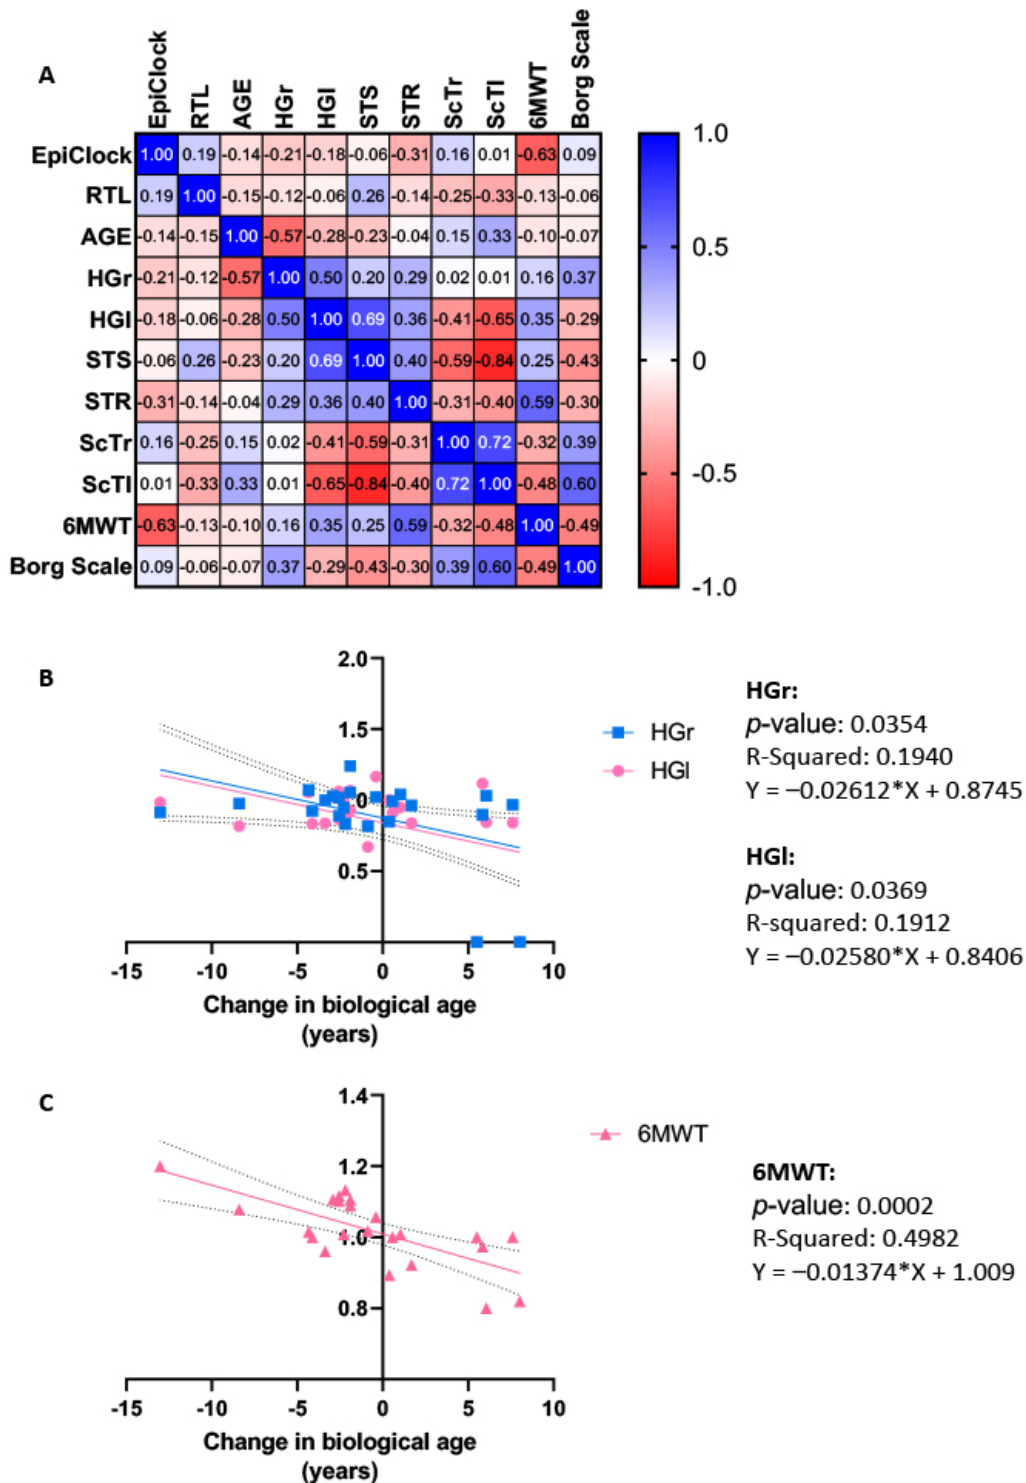 A
EpiClock RTL AGE HGr HGl STS STR ScTr ScTl 6MWT Borg Scale
EpiClock 1.00 0.19 -0.14 -0.21 -0.18 -0.06 -0.31 0.16 0.01 -0.63 0.09
RTL 0.19 1.00 -0.15 -0.12 -0.06 0.26 -0.14 -0.25 -0.33 -0.13 -0.06
AGE -0.14 -0.15 1.00 -0.57 -0.28 -0.23 -0.04 0.15 0.33 -0.10 -0.07
HGr -0.21 -0.12 -0.57 1.00 0.50 0.20 0.29 0.02 0.01 0.16 0.37
HGl -0.18 -0.06 -0.28 0.50 1.00 0.69 0.36 -0.41 -0.65 0.35 -0.29
STS -0.06 0.26 -0.23 0.20 0.69 1.00 0.40 -0.59 -0.84 0.25 -0.43
STR -0.31 -0.14 -0.04 0.29 0.36 0.40 1.00 -0.31 -0.40 0.59 -0.30
ScTr 0.16 -0.25 0.15 0.02 -0.41 -0.59 -0.31 1.00 0.72 -0.32 0.39
ScTl 0.01 -0.33 0.33 0.01 -0.65 -0.84 -0.40 0.72 1.00 -0.48 0.60
6MWT -0.63 -0.13 -0.10 0.16 0.35 0.25 0.59 -0.32 -0.48 1.00 -0.49
Borg Scale 0.09 -0.06 -0.07 0.37 -0.29 -0.43 -0.30 0.39 0.60 -0.49 1.00
1.0
0.5
0
-0.5
-1.0
B
2.0
1.5
0.5
-15 -10 -5 0 5 10
Change in biological age
(years)
HGr
HGl
HGr:
p-value: 0.0354
R-Squared: 0.1940
Y = −0.02612*X + 0.8745
HGl:
p-value: 0.0369
R-squared: 0.1912
Y = −0.02580*X + 0.8406
C
1.4
1.2
1.0
0.8
-15 -10 -5 0 5 10
Change in biological age
(years)
6MWT
6MWT:
p-value: 0.0002
R-Squared: 0.4982
Y = −0.01374*X + 1.009